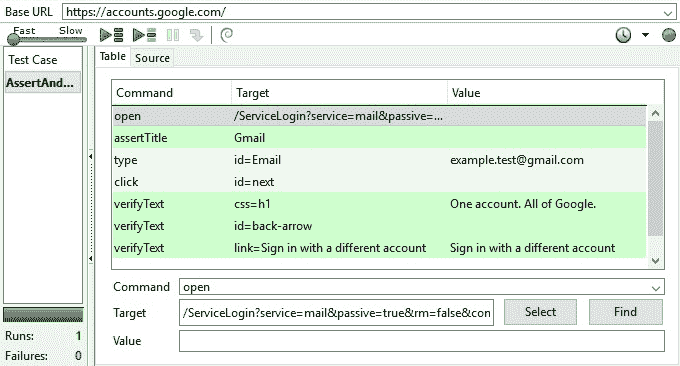 Base URL https://accounts.google.com/
Fast Slow
Test Case
AssertAnd...
Table Source
Command Target Value
open /ServiceLogin?service=mail&passive=...
assertTitle Gmail
type id=Email example.test@gmail.com
click id=next
verifyText css=h1 One account. All of Google.
verifyText id=back-arrow
verifyText link=Sign in with a different account Sign in with a different account
Command open
Target /ServiceLogin?service=mail&passive=true&rm=false&con Select Find
Value
Runs: 1
Failures: 0